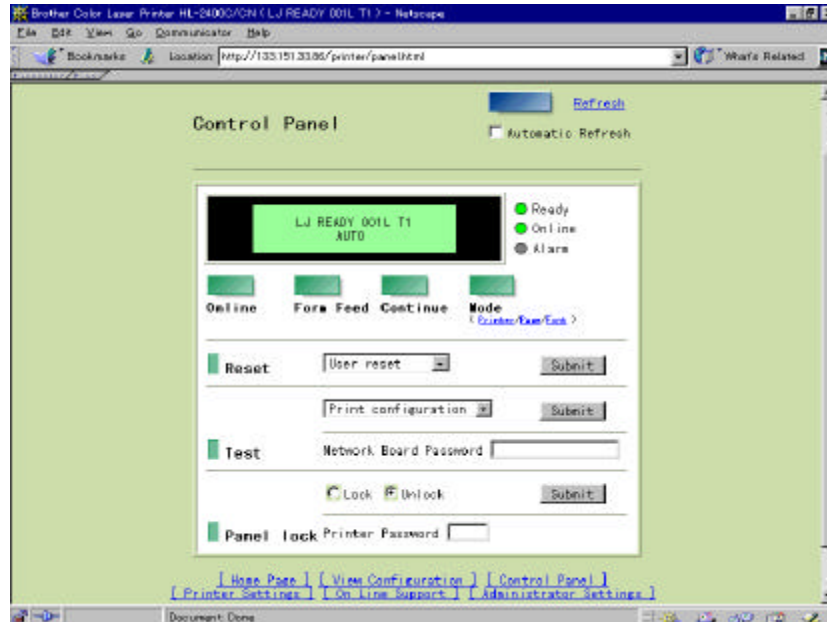 Brother Color Laser Printer HL-2400C/CN ( LJ READY 001L T1 ) - Netscape
File Edit View Go Communicator Help
Bookmarks Location http://133.151.33.86/printer/panel.html What's Related
Control Panel
Refresh
Automatic Refresh
LJ READY 001L T1
AUTO
Ready
Online
Alarm
Online Form Feed Continue Mode
( Printer/Paper/Font )
Reset User reset Submit
Print configuration Submit
Test Network Board Password
Lock Unlock Submit
Panel lock Printer Password
[ Home Page ] [ View Configuration ] [ Control Panel ]
[ Printer Settings ] [ On Line Support ] [ Administrator Settings ]
Document: Done